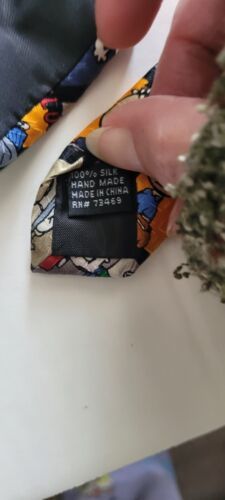 100% SILK
HAND MADE
MADE IN CHINA
RN# 73469